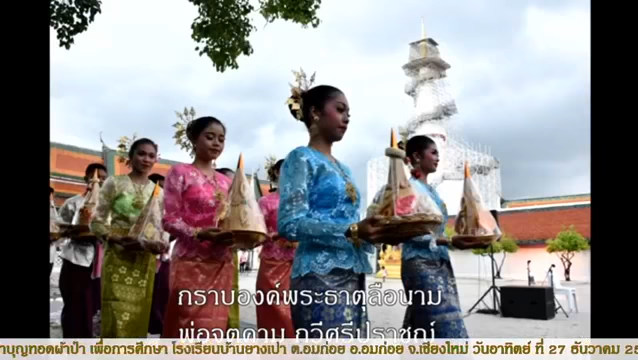 กราบองค์พระธาตุลือนาม
พ่อจตุคาม ภวีศรีปราชญ์
านุญทอดผ้าป่า เพื่อการศึกษา โรงเรียนบ้านยางเปา ต.อมก๋อย อ.อมก๋อย จ.เชียงใหม่ วันอาทิตย์ ที่ 27 ธันวาคม 2